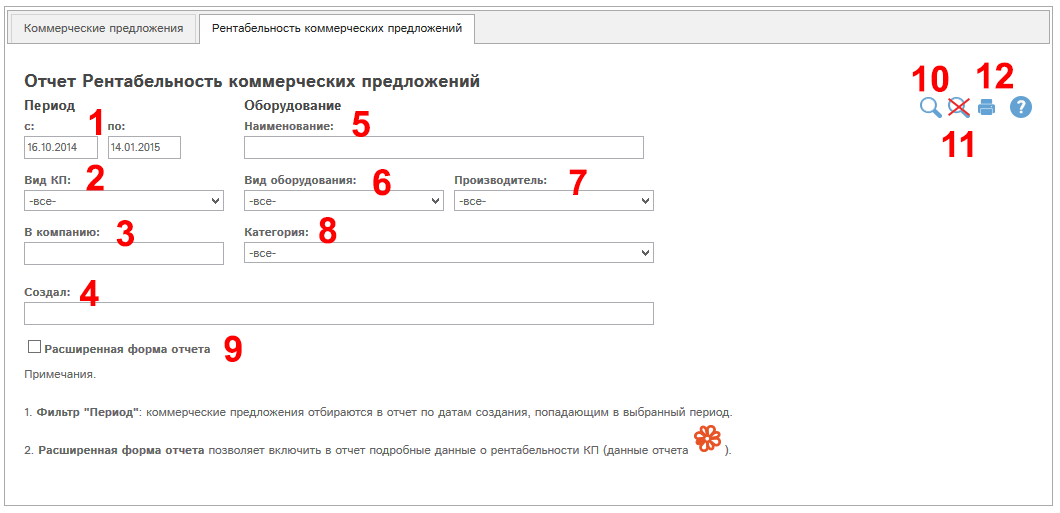 Коммерческие предложения Рентабельность коммерческих предложений
Отчет Рентабельность коммерческих предложений
10 12
Период Оборудование
с: 1 по: Наименование: 5
11
16.10.2014 14.01.2015
Вид КП: 2 Вид оборудования: 6 Производитель: 7
-все- -все- -все-
В компанию: 3 Категория: 8
-все-
Создал: 4
Расширенная форма отчета 9
Примечания.
1. Фильтр "Период": коммерческие предложения отбираются в отчет по датам создания, попадающим в выбранный период.
2. Расширенная форма отчета позволяет включить в отчет подробные данные о рентабельности КП (данные отчета ).